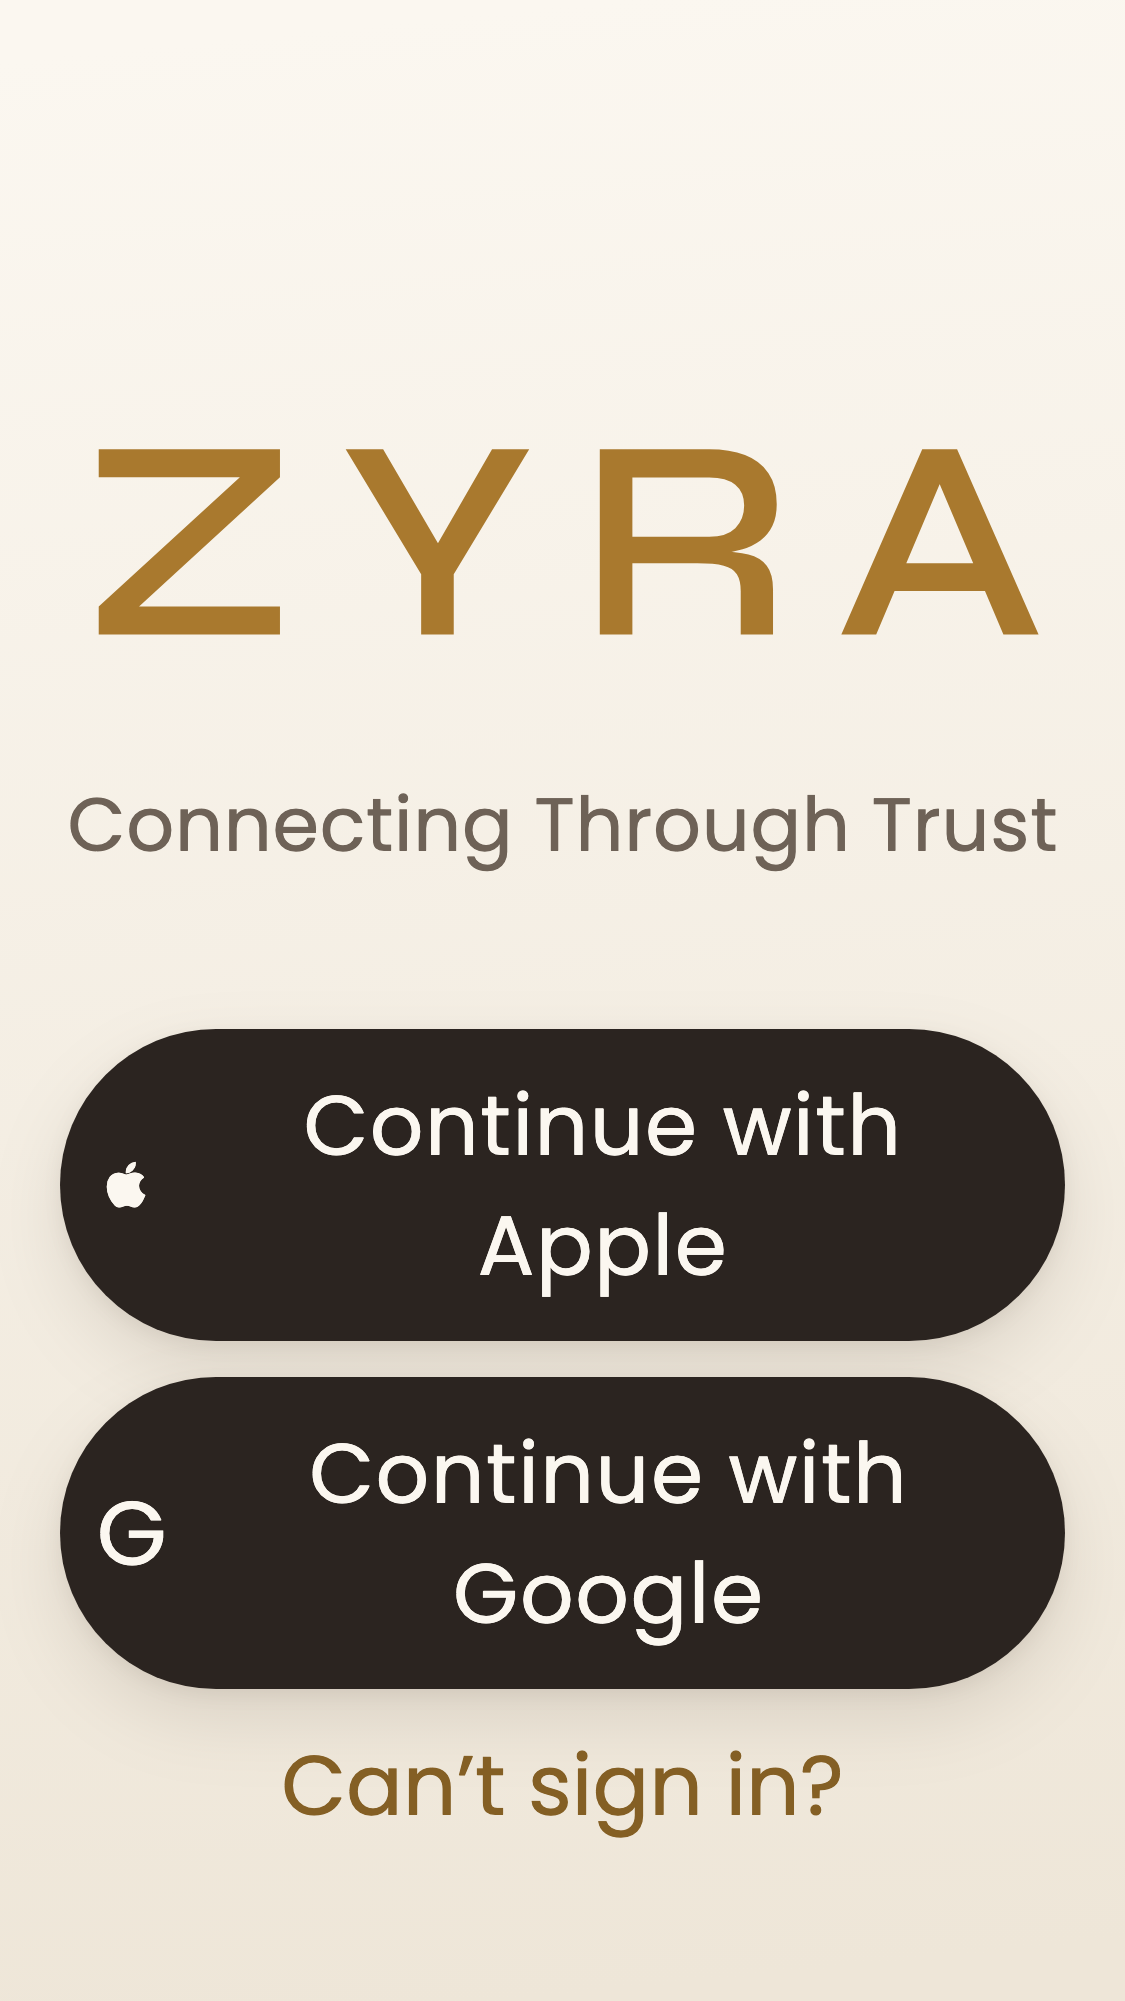 ZYRA
Connecting Through Trust
Continue with
Apple
G
Continue with
Google
Can’t sign in?